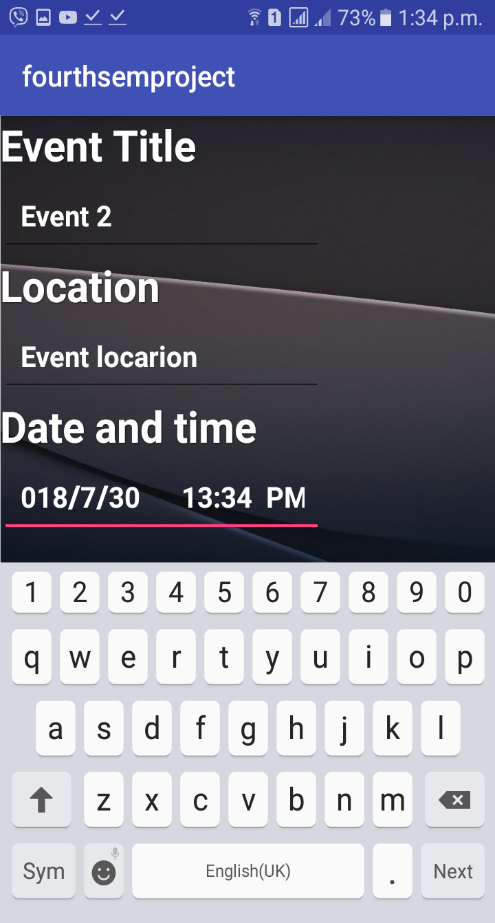 1 73% 1:34 p.m.
fourthsemproject
Event Title
Event 2
Location
Event locarion
Date and time
018/7/30 13:34 PM
1 2 3 4 5 6 7 8 9 0
q w e r t y u i o p
a s d f g h j k l
z x c v b n m
Sym English(UK) . Next